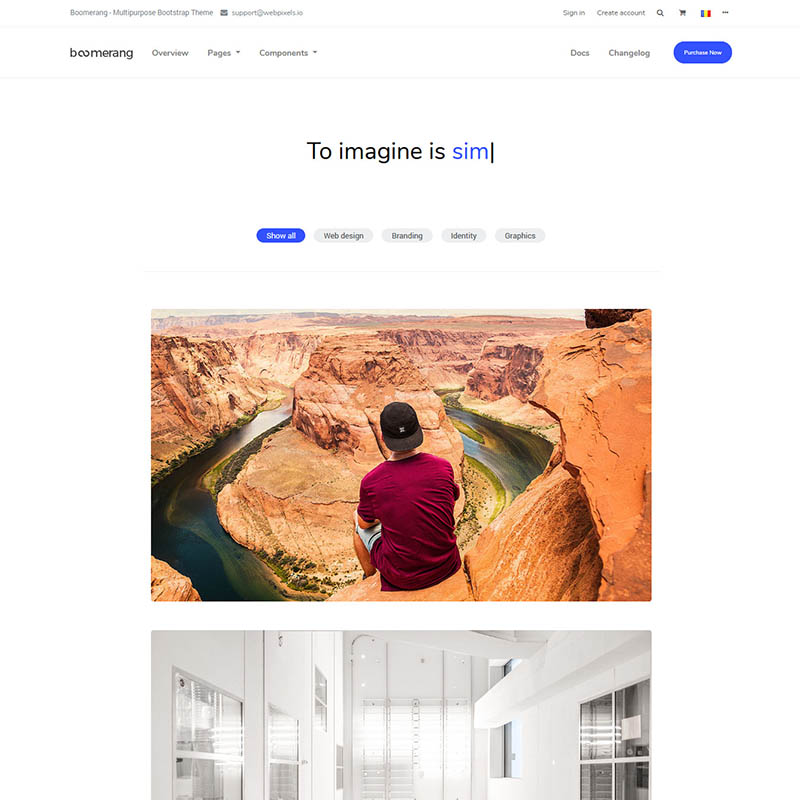 Boomerang - Multipurpose Bootstrap Theme support@webpixels.io Sign in Create account
boomerang Overview Pages Components Docs Changelog Purchase Now
To imagine is sim|
Show all Web design Branding Identity Graphics